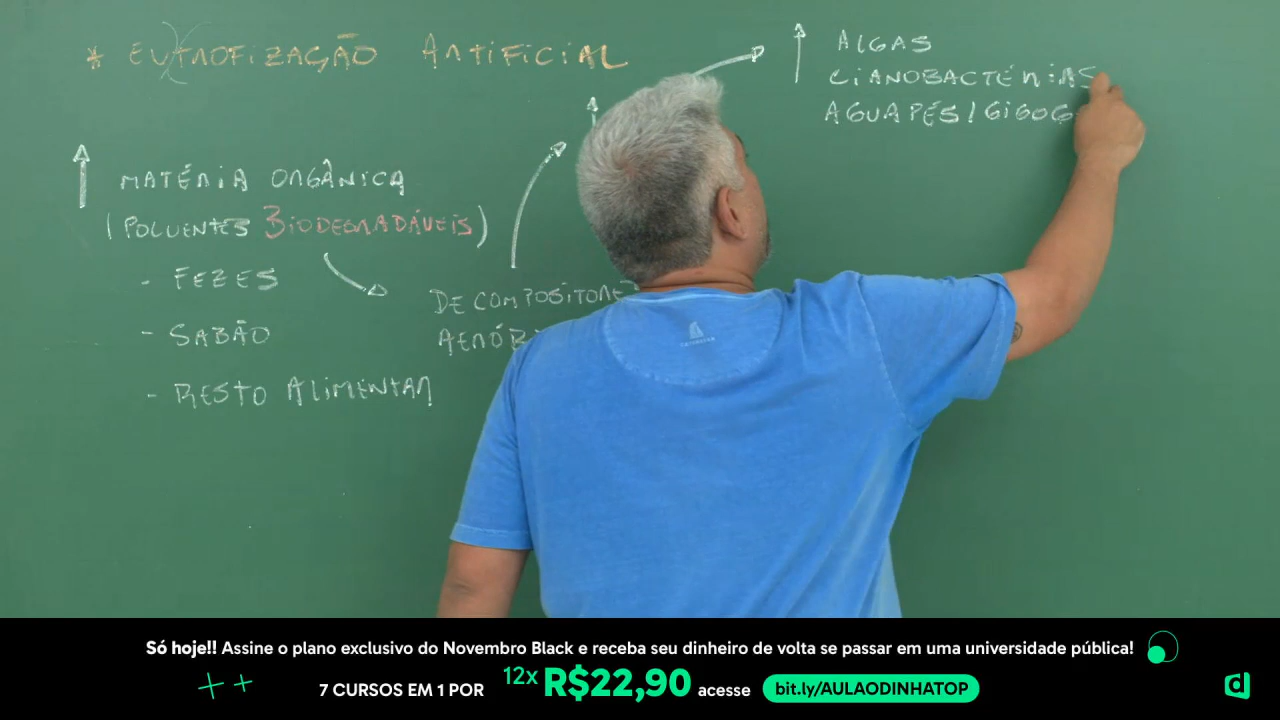 * EUTROFIZAÇÃO ARTIFICIAL
MATÉRIA ORGÂNICA
(POLUENTES BIODEGRADÁVEIS)
- FEZES
- SABÃO
- RESTO ALIMENTAR
DECOMPOSITORE
AERÓB
ALGAS
CIANOBACTÉRIAS
AGUAPÉS/GIGOG
Só hoje!! Assine o plano exclusivo do Novembro Black e receba seu dinheiro de volta se passar em uma universidade pública!
7 CURSOS EM 1 POR 12x R$22,90 acesse bit.ly/AULAODINHATOP
d